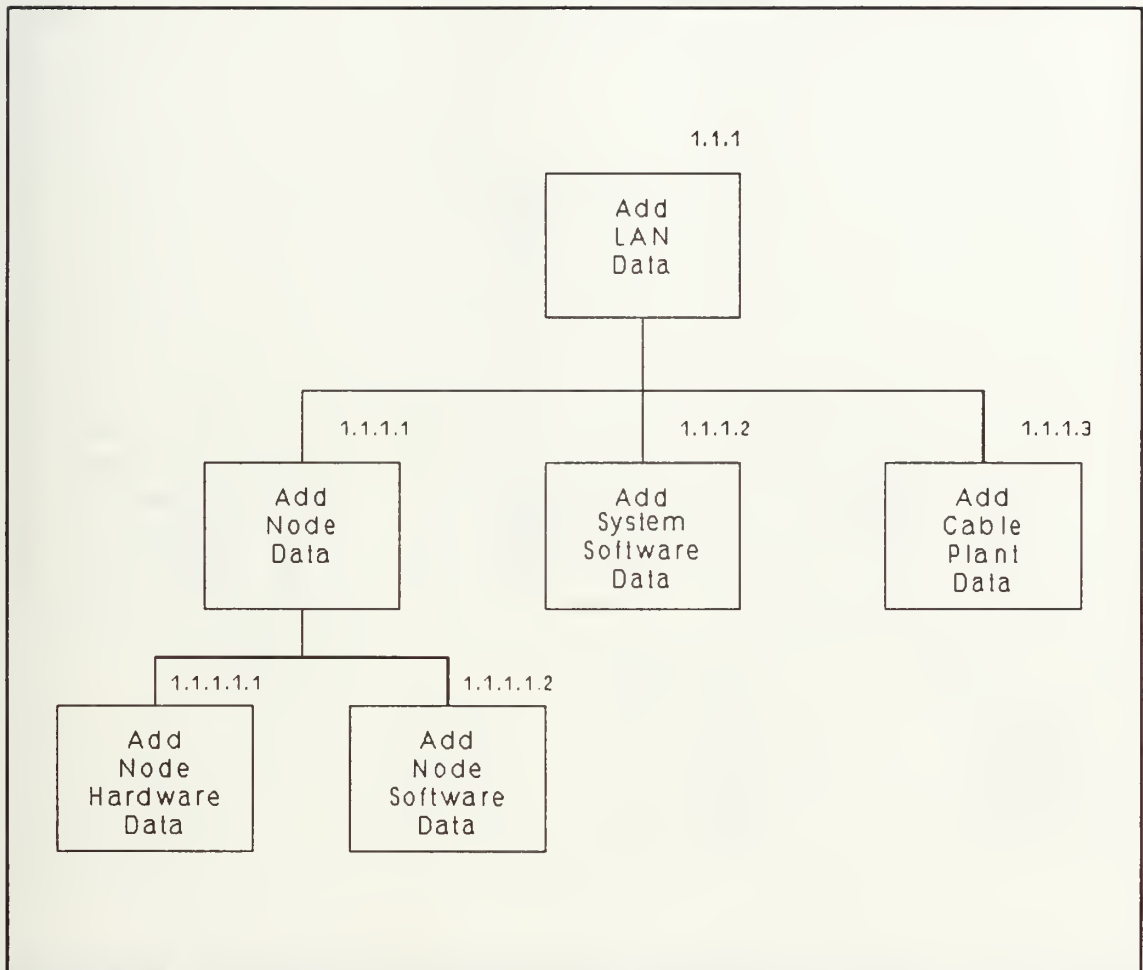 1.1.1
Add
LAN
Data
1.1.1.1
1.1.1.2
1.1.1.3
Add
Node
Data
Add
System
Software
Data
Add
Cable
Plant
Data
1.1.1.1.1
1.1.1.1.2
Add
Node
Hardware
Data
Add
Node
Software
Data